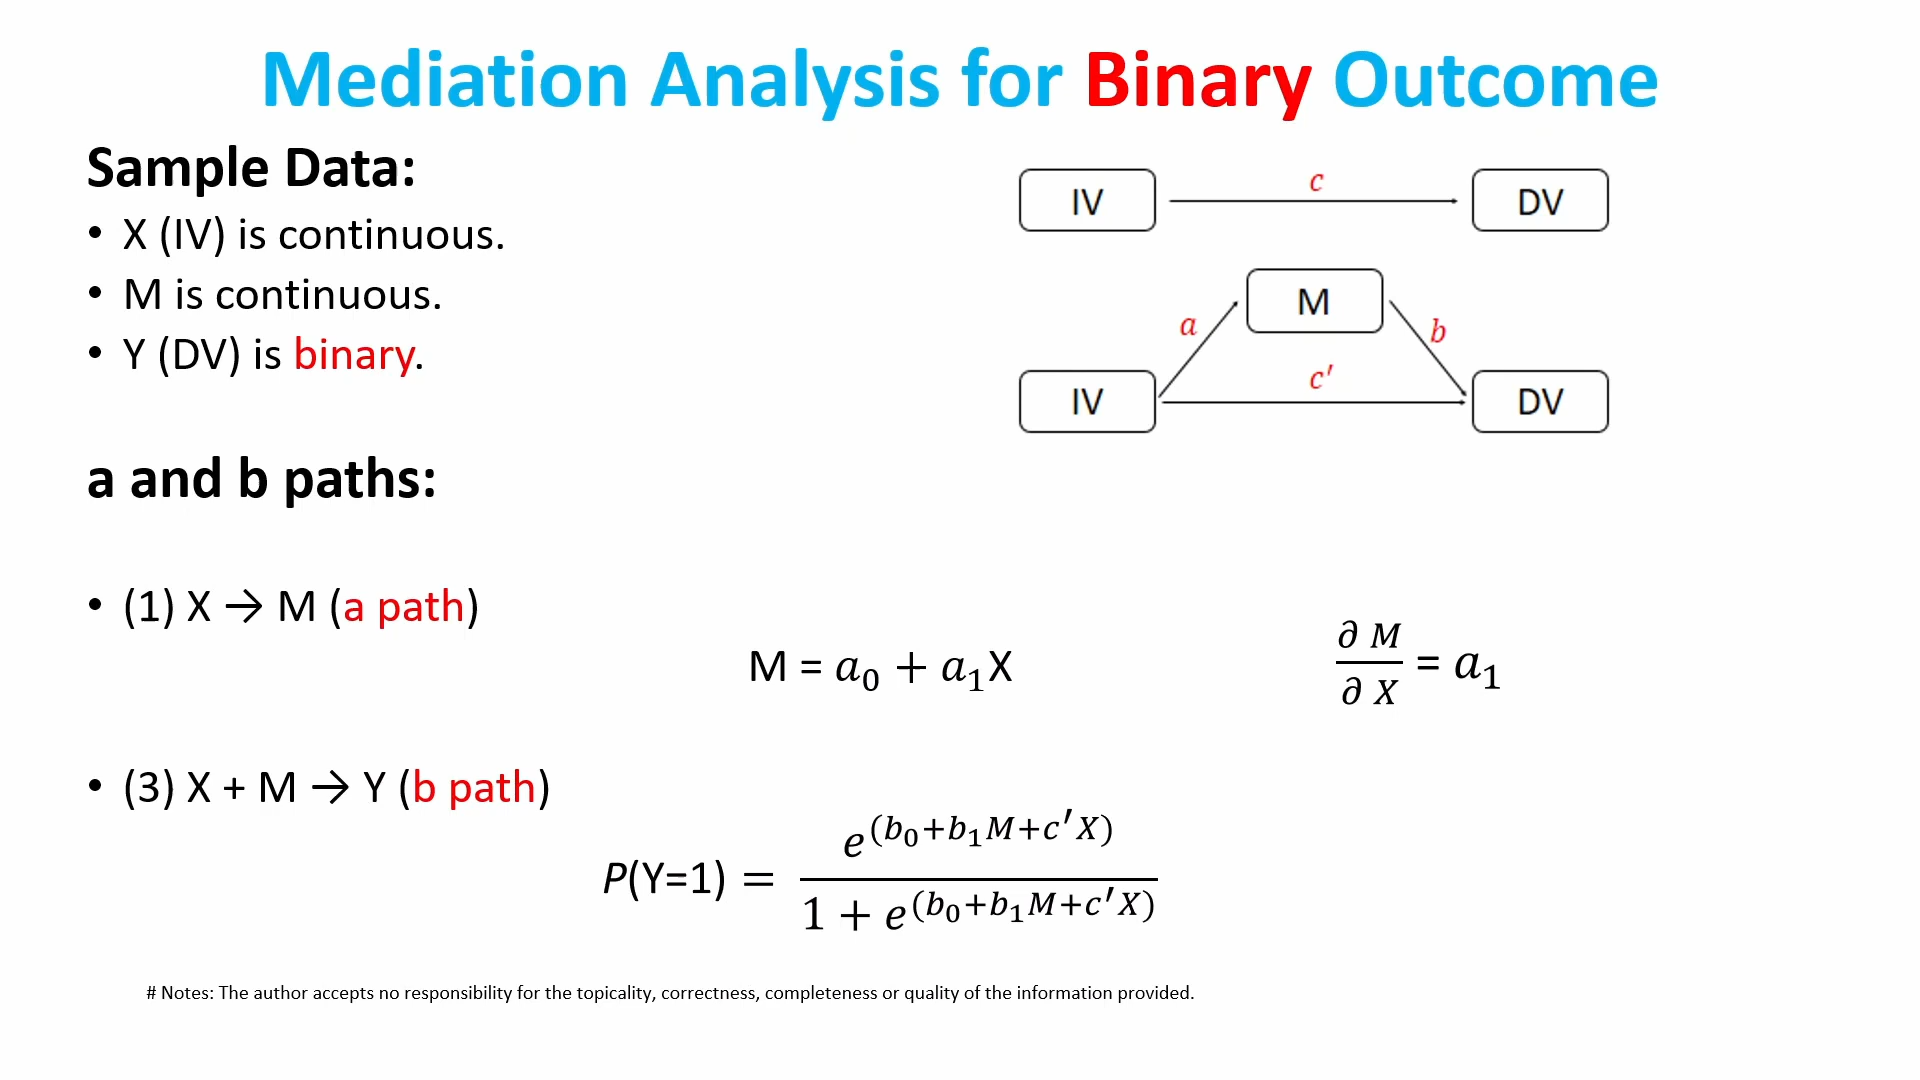 Mediation Analysis for Binary Outcome
Sample Data:
• X (IV) is continuous.
• M is continuous.
• Y (DV) is binary.
IV c DV
M
a b
c′
IV DV
a and b paths:
• (1) X → M (a path)
M = a₀ + a₁X
∂ M / ∂ X = a₁
• (3) X + M → Y (b path)
P(Y=1) = e^(b₀+b₁M+c′X) / 1 + e^(b₀+b₁M+c′X)
# Notes: The author accepts no responsibility for the topicality, correctness, completeness or quality of the information provided.